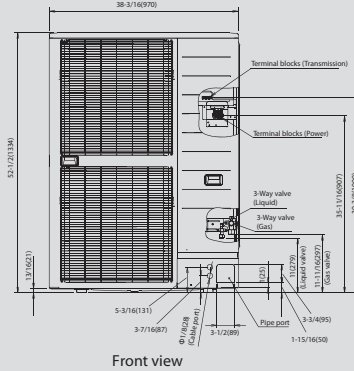 38-3/16(970)
52-1/2(1334)
13/16(21)
Terminal blocks (Transmission)
Terminal blocks (Power)
3-Way valve
(Liquid)
3-Way valve
(Gas)
35-11/16(907)
11(279)
(Liquid valve)
11-11/16(297)
(Gas valve)
1(25)
5-3/16(131)
3-7/16(87)
(Cable port)
3-1/2(89)
Pipe port
3-3/4(95)
1-15/16(50)
Front view